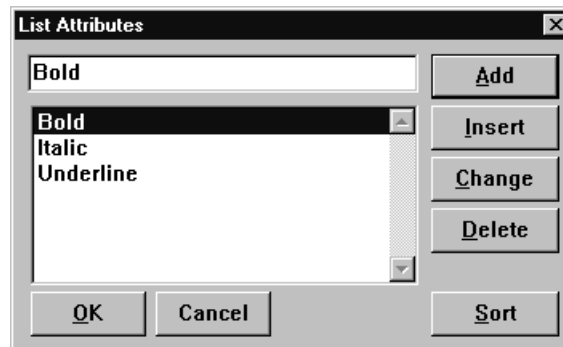 List Attributes
Bold
Add
Bold
Italic
Underline
Insert
Change
Delete
OK
Cancel
Sort